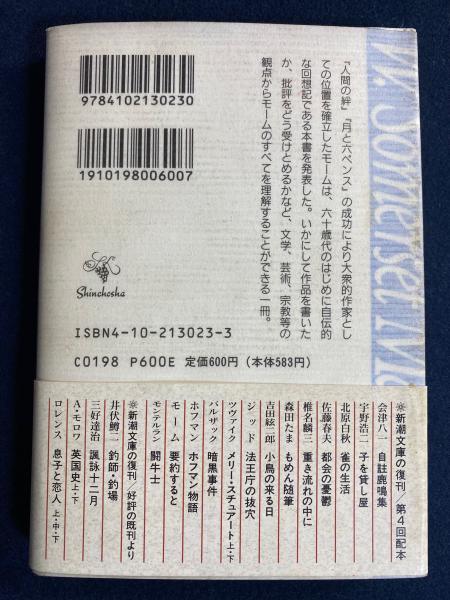 W. Somerset Ma
『人間の絆』『月と六ペンス』の成功により大衆的作家とし
ての位置を確立したモームは、六十歳代のはじめに自伝的
な回想記である本書を発表した。いかにして作品を書いた
か、批評をどう受けとめるかなど、文学、芸術、宗教等の
観点からモームのすべてを理解することができる一冊。
9784102130230
1910198006007
Shinchosha
ISBN4-10-213023-3
C0198 P600E 定価600円(本体583円)
※新潮文庫の復刊 第4回配本
会津八一 自註鹿鳴集
宇野浩二 子を貸し屋
北原白秋 雀の生活
佐藤春夫 都会の憂鬱
椎名麟三 重き流れの中に
森田たま もめん随筆
吉田絃二郎 小鳥の来る日
ジッド 法王庁の抜穴
ツヴァイク メリー・スチュアート上・下
バルザック 暗黒事件
ホフマン ホフマン物語
モーム 要約すると
モンテルラン 闘牛士
※新潮文庫の復刊 好評の既刊より
井伏鱒二 釣師・釣場
三好達治 諷詠十二月
A・モロワ 英国史上・下
ロレンス 息子と恋人 上・中・下